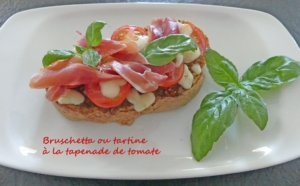 Bruschetta ou tartine
à la tapenade de tomate